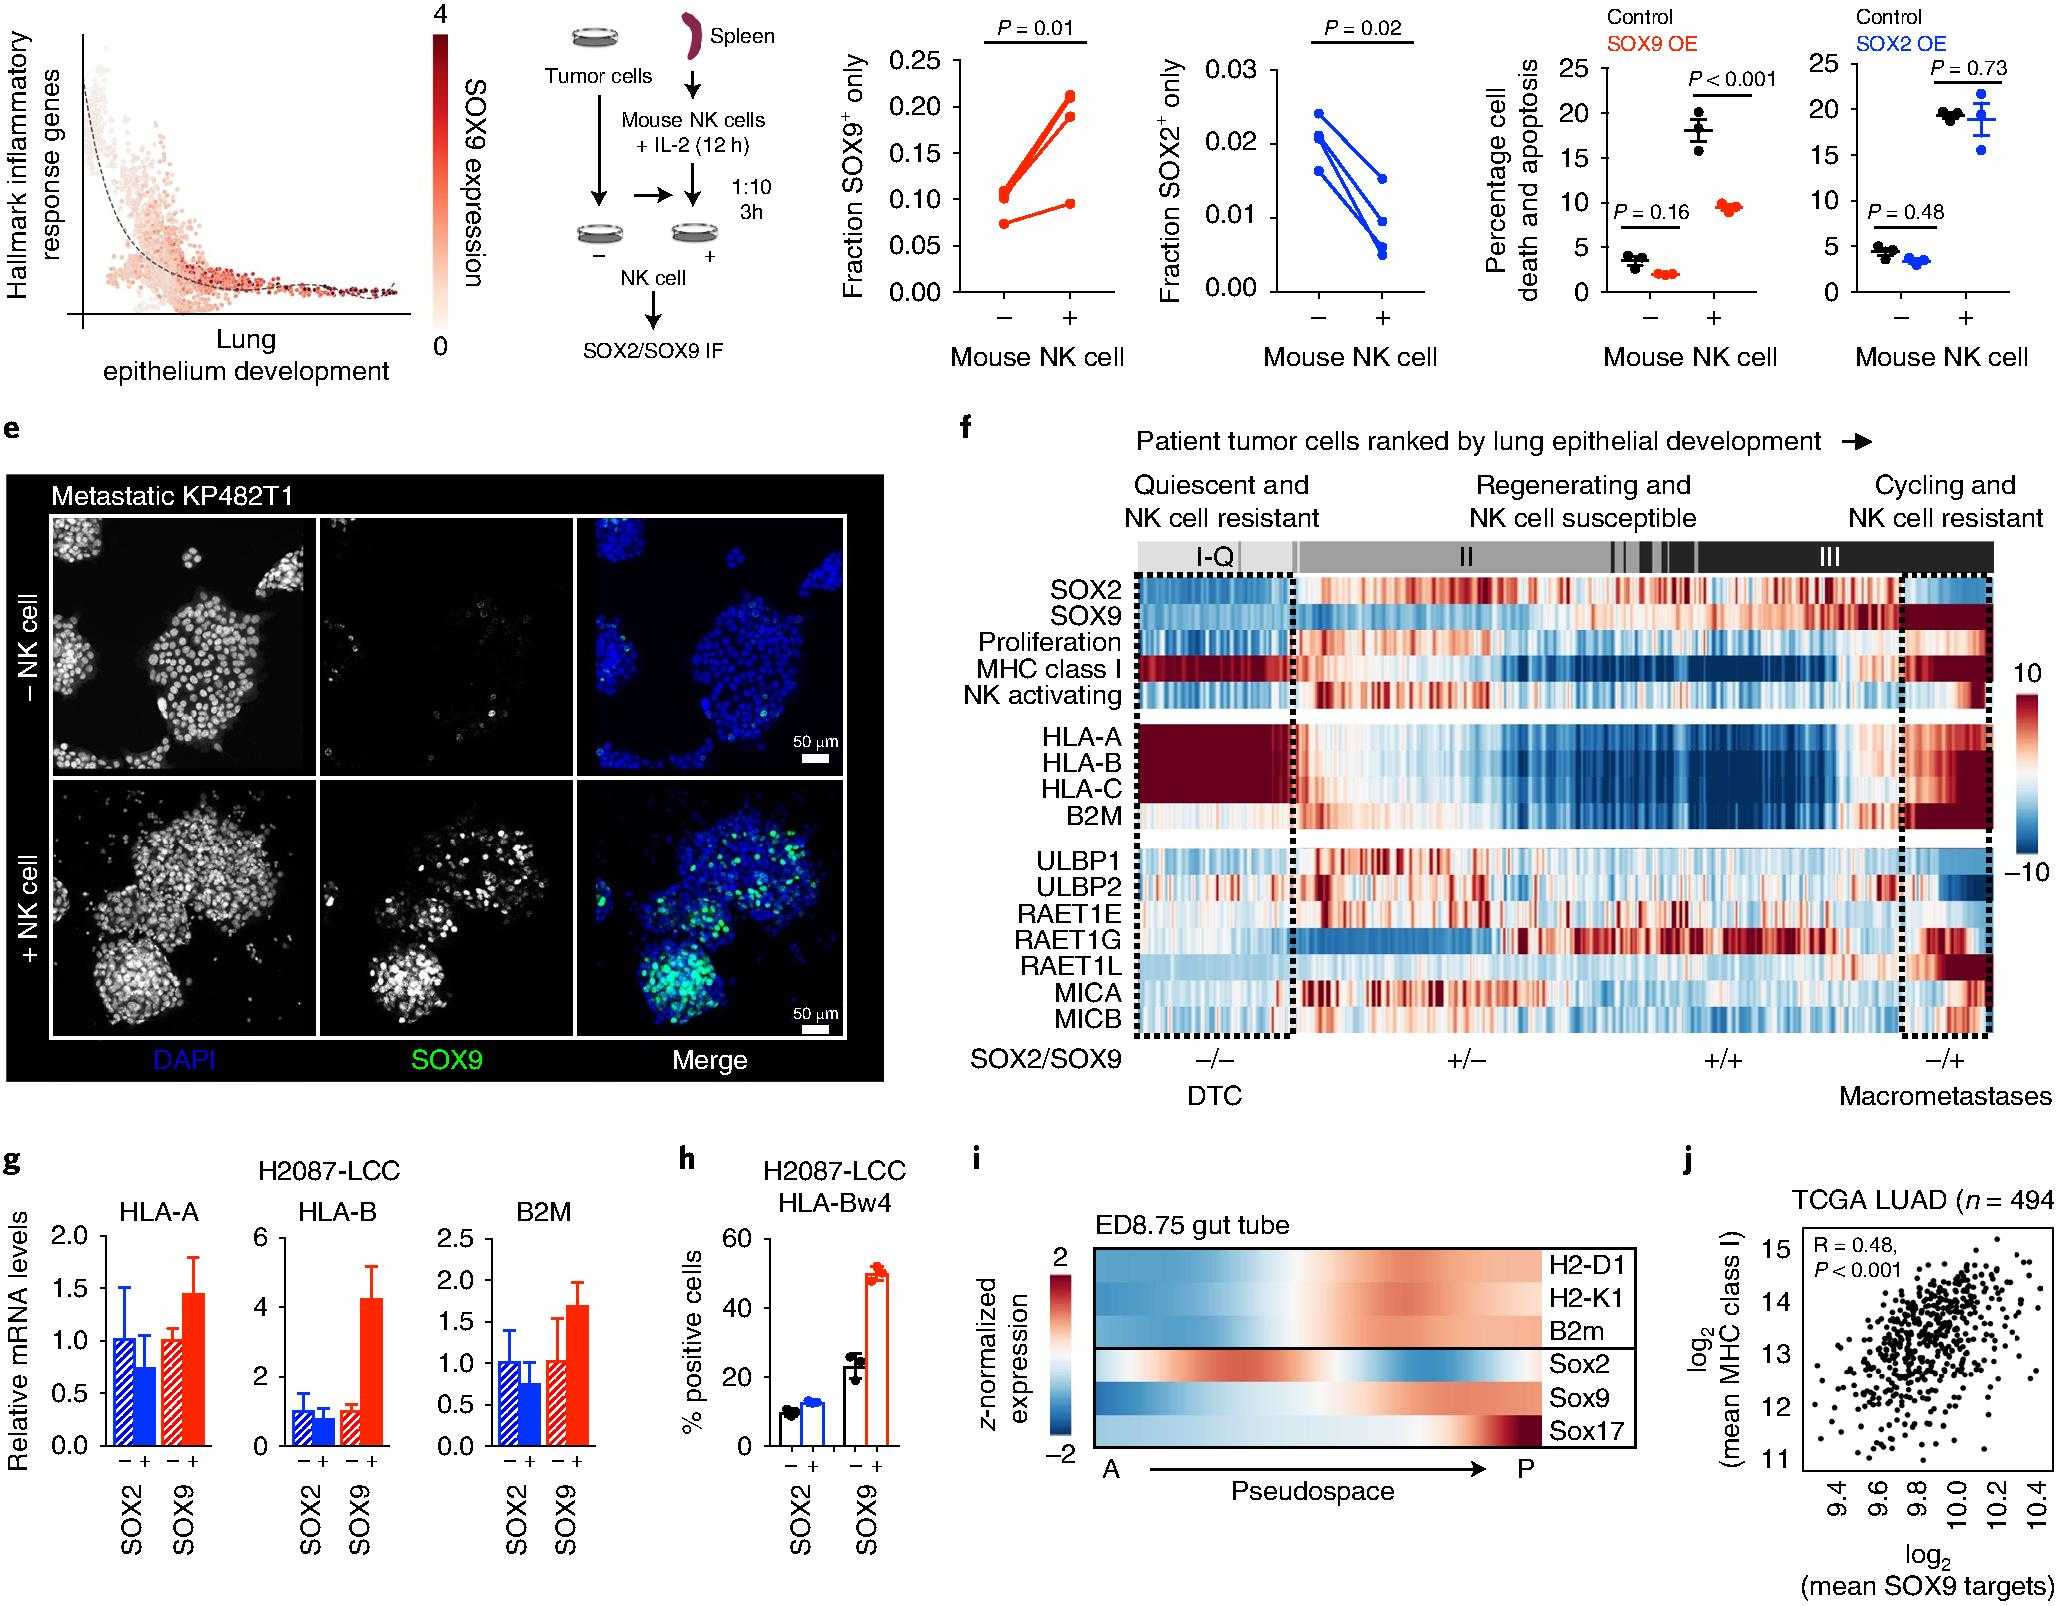 Hallmark inflammatory
response genes
Lung
epithelium development
4
0
SOX9 expression
Tumor cells
Spleen
Mouse NK cells
+ IL-2 (12 h)
1:10
3h
– +
NK cell
SOX2/SOX9 IF
P = 0.01
Fraction SOX9+ only
0.25
0.20
0.15
0.10
0.05
0.00
– +
Mouse NK cell
P = 0.02
Fraction SOX2+ only
0.03
0.02
0.01
0.00
– +
Mouse NK cell
Control
SOX9 OE
Percentage cell
death and apoptosis
P < 0.001
P = 0.16
25
20
15
10
5
0
– +
Mouse NK cell
Control
SOX2 OE
P = 0.73
P = 0.48
25
20
15
10
5
0
– +
Mouse NK cell
e
Metastatic KP482T1
– NK cell
50 µm
+ NK cell
50 µm
DAPI SOX9 Merge
f
Patient tumor cells ranked by lung epithelial development
Quiescent and
NK cell resistant
Regenerating and
NK cell susceptible
Cycling and
NK cell resistant
I-Q II III
SOX2
SOX9
Proliferation
MHC class I
NK activating
HLA-A
HLA-B
HLA-C
B2M
ULBP1
ULBP2
RAET1E
RAET1G
RAET1L
MICA
MICB
10
–10
SOX2/SOX9 –/– +/– +/+ –/+
DTC Macrometastases
g
H2087-LCC
Relative mRNA levels
HLA-A
2.0
1.5
1.0
0.5
0.0
– + – +
SOX2 SOX9
HLA-B
6
4
2
0
– + – +
SOX2 SOX9
B2M
2.5
2.0
1.5
1.0
0.5
0.0
– + – +
SOX2 SOX9
h
H2087-LCC
HLA-Bw4
% positive cells
60
40
20
0
– + – +
SOX2 SOX9
i
ED8.75 gut tube
z-normalized
expression
2
–2
H2-D1
H2-K1
B2m
Sox2
Sox9
Sox17
A P
Pseudospace
j
TCGA LUAD (n = 494
R = 0.48,
P < 0.001
log2
(mean MHC class I)
15
14
13
12
11
9.4 9.6 9.8 10.0 10.2 10.4
log2
(mean SOX9 targets)